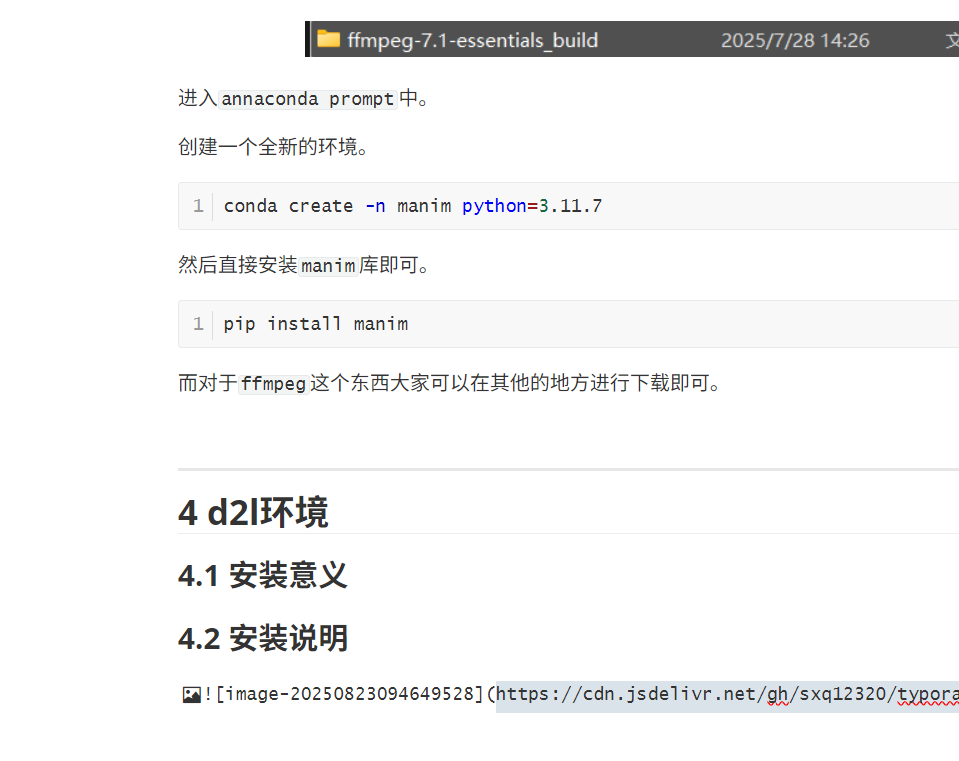 ffmpeg-7.1-essentials_build 2025/7/28 14:26 文
进入annaconda prompt中。
创建一个全新的环境。
1 conda create -n manim python=3.11.7
然后直接安装manim库即可。
1 pip install manim
而对于ffmpeg这个东西大家可以在其他的地方进行下载即可。
4 d2l环境
4.1 安装意义
4.2 安装说明
![image-20250823094649528](https://cdn.jsdelivr.net/gh/sxq12320/typora